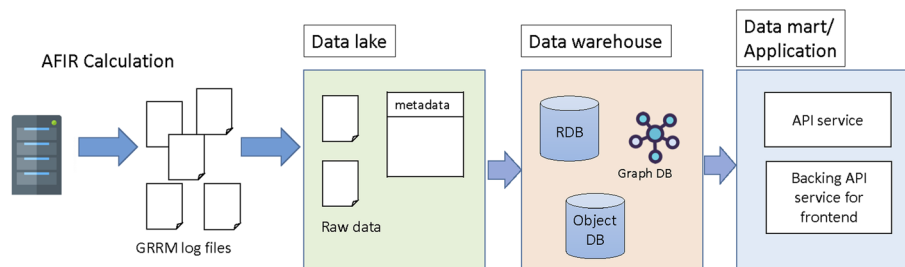 AFIR Calculation
GRRM log files
Data lake
metadata
Raw data
Data warehouse
RDB
Graph DB
Object
DB
Data mart/
Application
API service
Backing API
service for
frontend